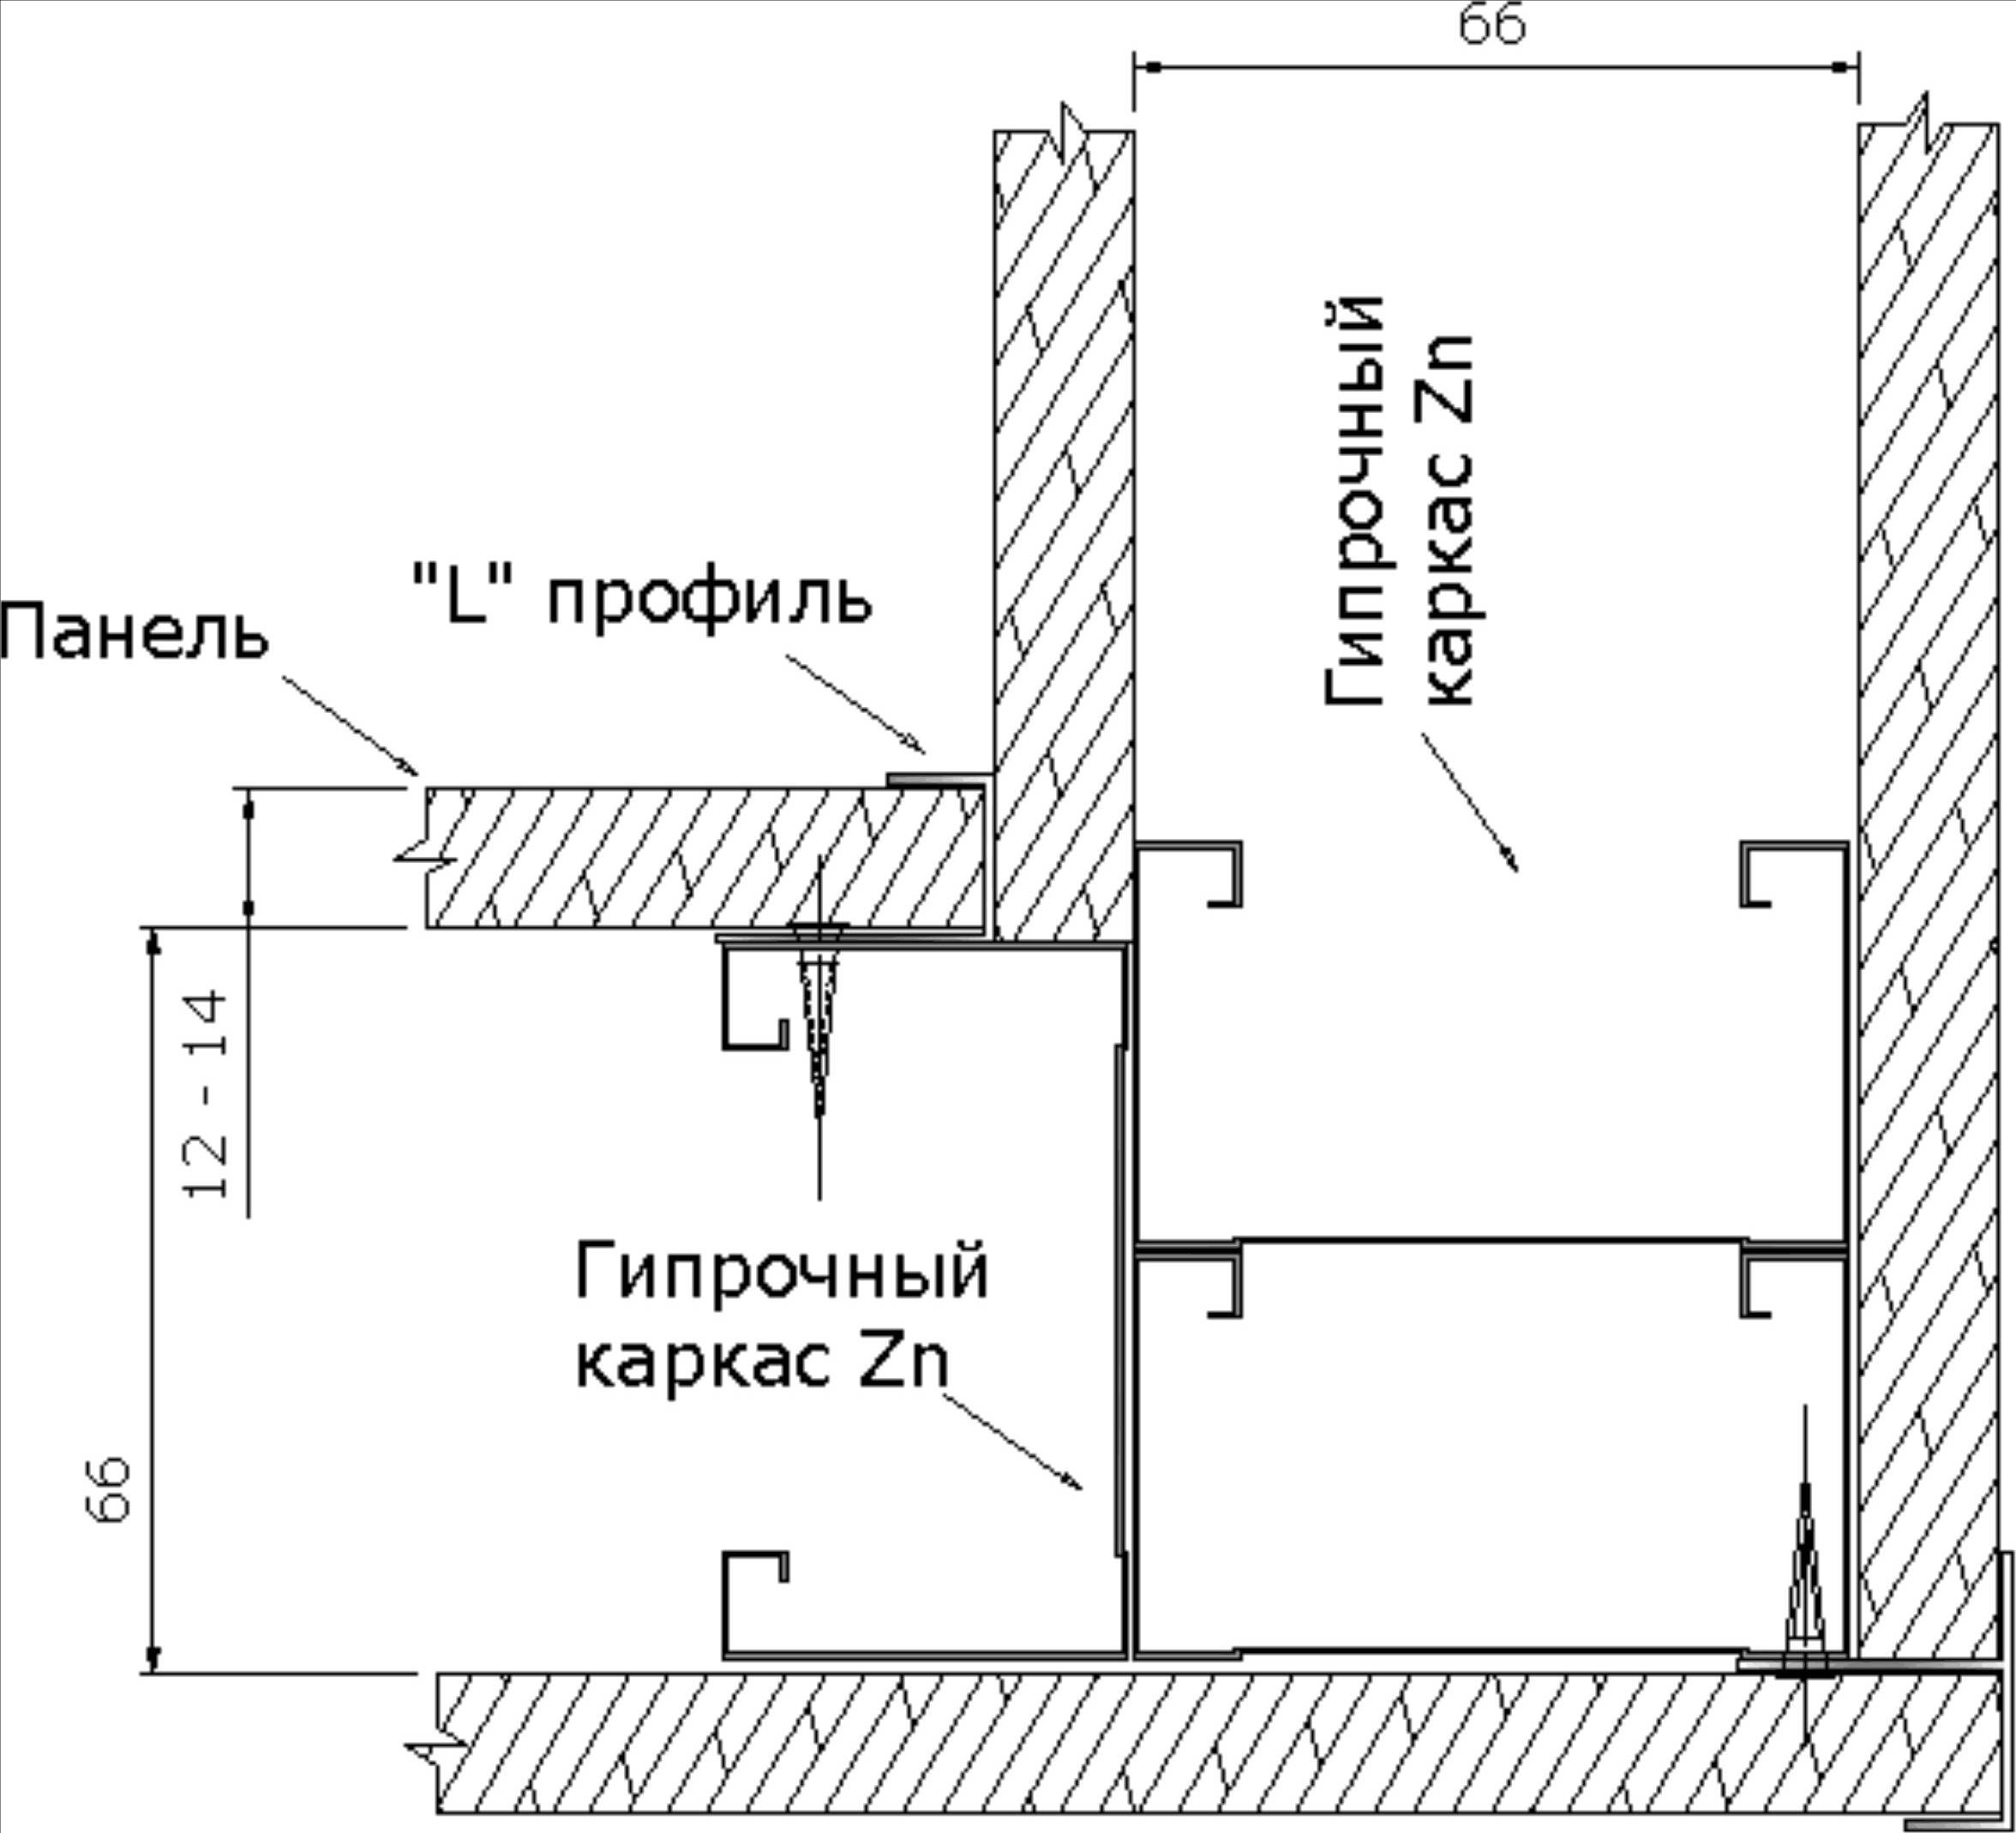 66
Гипрочный
каркас Zn
"L" профиль
Панель
12 - 14
Гипрочный
каркас Zn
66